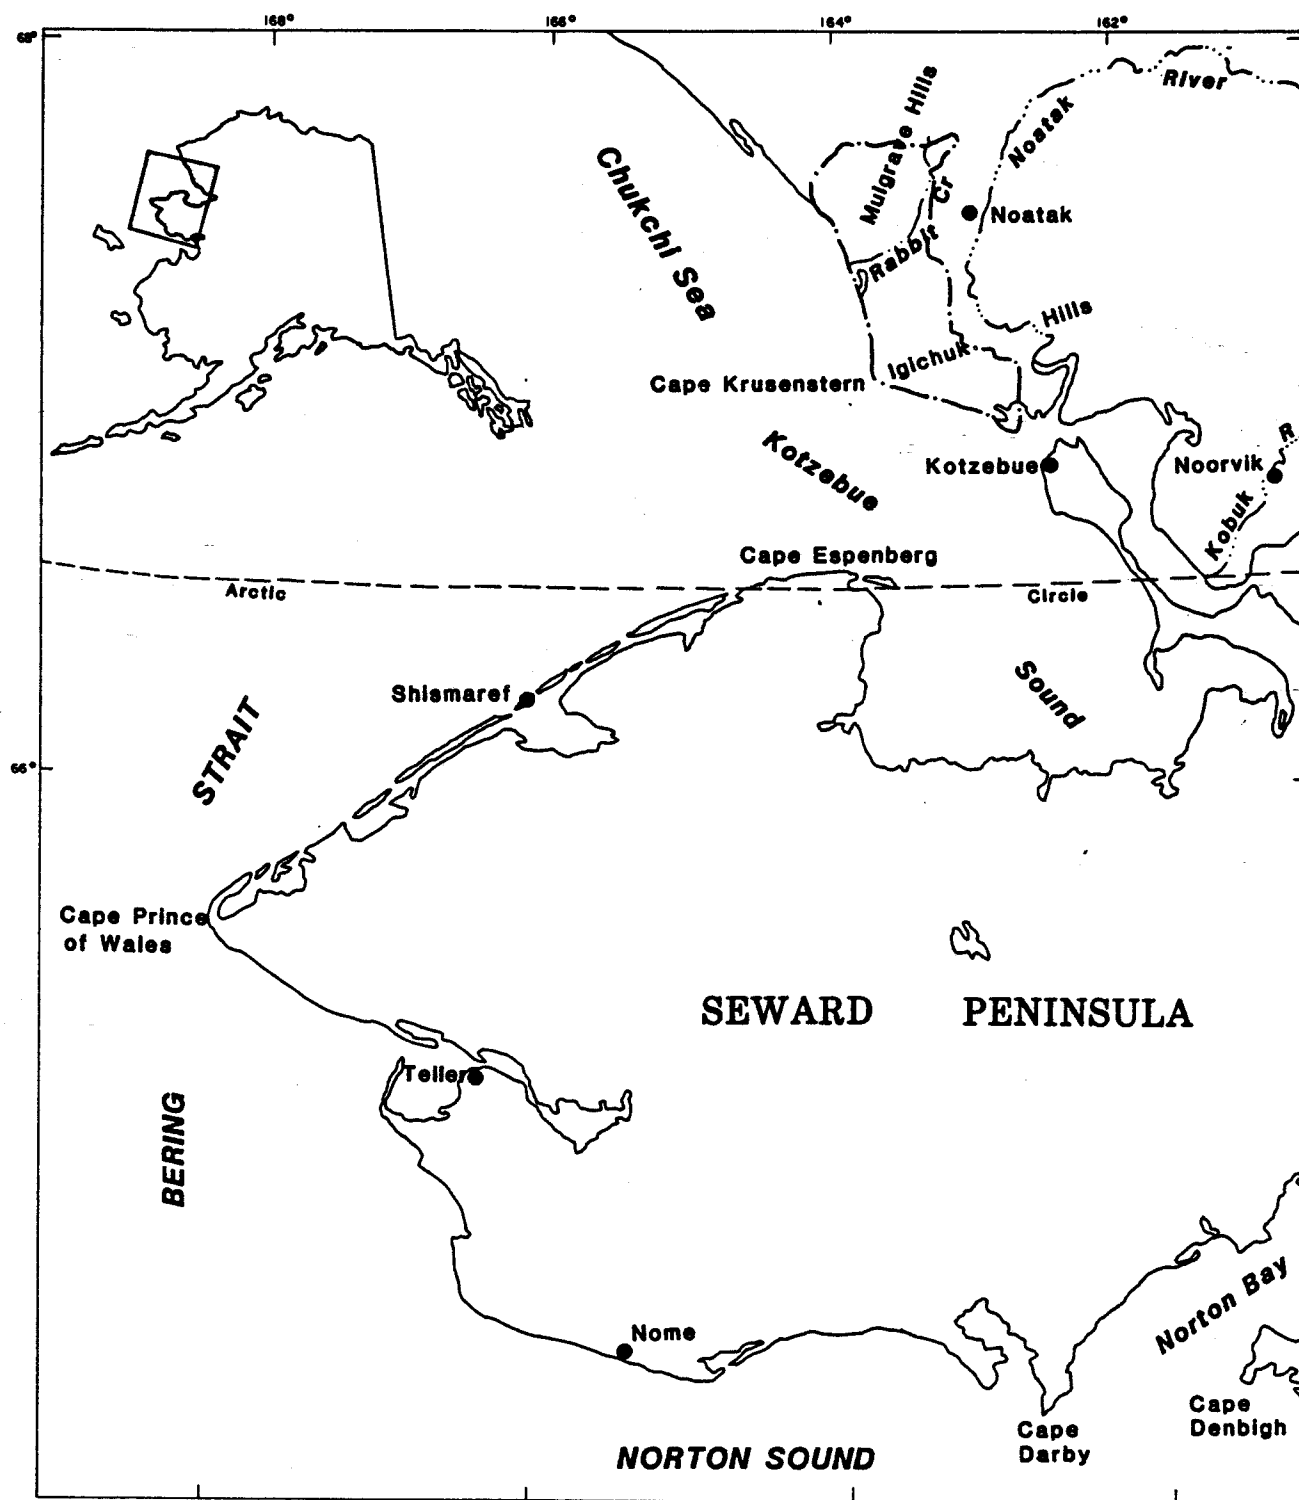 168°
166°
164°
162°
68°
River
Noatak
Mulgrave Hills
Cr
Rabbit
Noatak
Chukchi Sea
Hills
Igichuk
Cape Krusenstern
Kotzebue
Kotzebue
Noorvik
R
Kobuk
Cape Espenberg
Arctic
Circle
Shismaref
Sound
STRAIT
66°
Cape Prince
of Wales
SEWARD PENINSULA
Teller
BERING
Nome
Norton Bay
Cape
Denbigh
Cape
Darby
NORTON SOUND